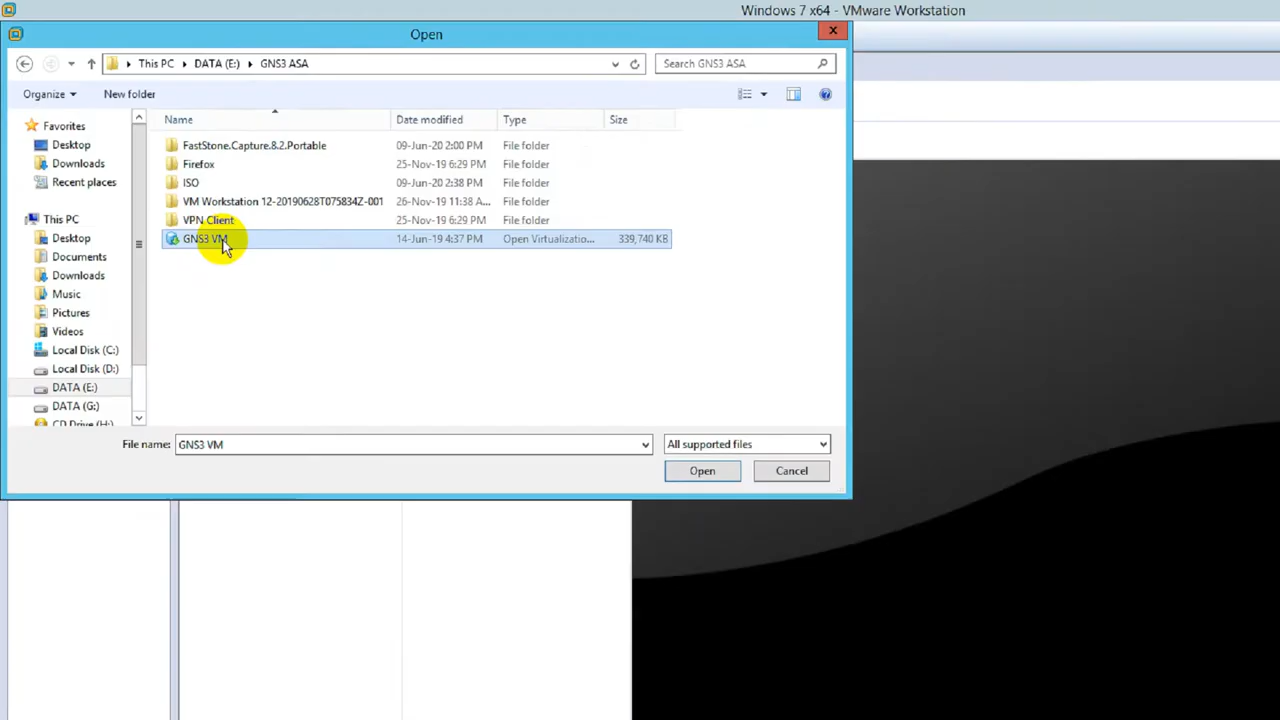 Windows 7 x64 - VMware Workstation
Open
This PC DATA (E:) GNS3 ASA
Search GNS3 ASA
Organize New folder
Name Date modified Type Size
FastStone.Capture.8.2.Portable 09-Jun-20 2:00 PM File folder
Firefox 25-Nov-19 6:29 PM File folder
ISO 09-Jun-20 2:38 PM File folder
VM Workstation 12-20190628T075834Z-001 26-Nov-19 11:38 A... File folder
VPN Client 25-Nov-19 6:29 PM File folder
GNS3 VM 14-Jun-19 4:37 PM Open Virtualizatio... 339,740 KB
Favorites
Desktop
Downloads
Recent places
This PC
Desktop
Documents
Downloads
Music
Pictures
Videos
Local Disk (C:)
Local Disk (D:)
DATA (E:)
DATA (G:)
CD Drive (H:)
File name: GNS3 VM All supported files
Open Cancel